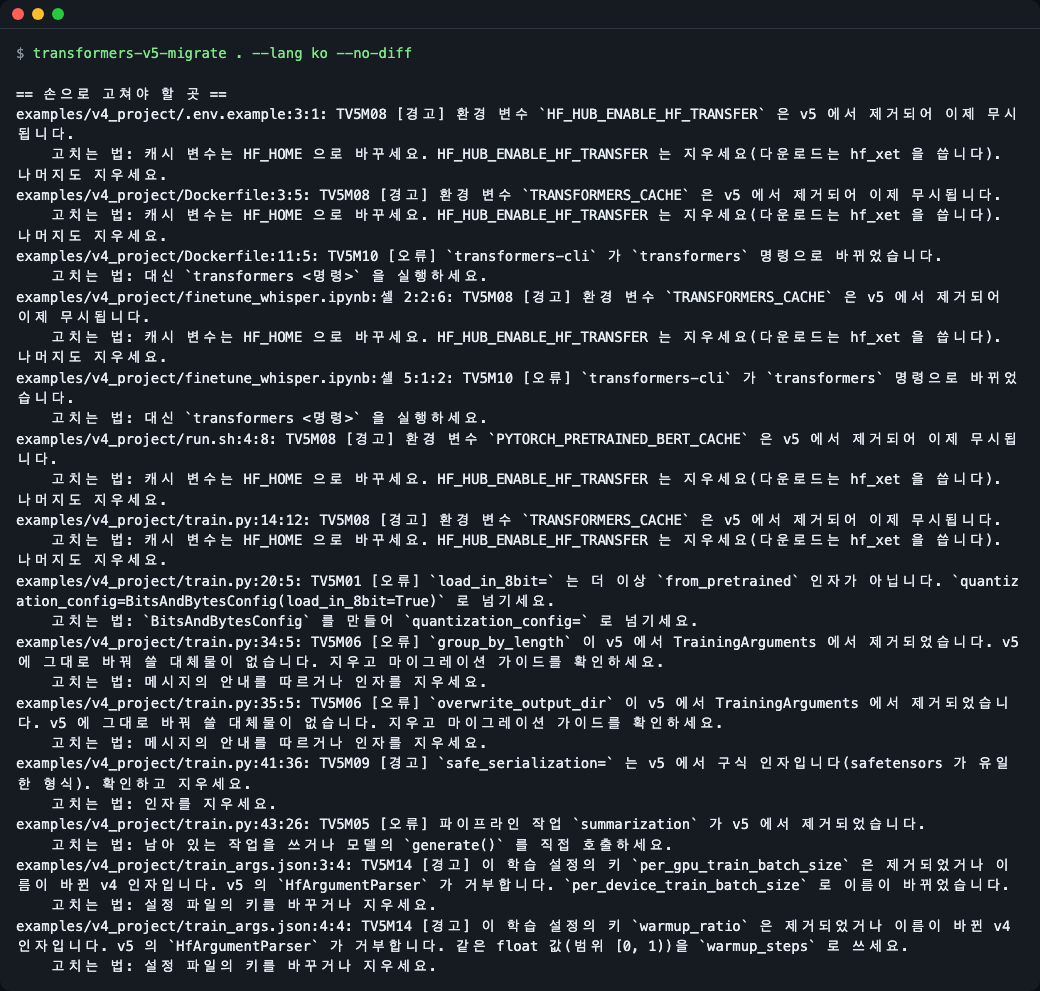 $ transformers-v5-migrate . --lang ko --no-diff
== 손으로 고쳐야 할 곳 ==
examples/v4_project/.env.example:3:1: TV5M08 [경고] 환경 변수 `HF_HUB_ENABLE_HF_TRANSFER` 은 v5 에서 제거되어 이제 무시
됩니다.
고치는 법: 캐시 변수는 HF_HOME 으로 바꾸세요. HF_HUB_ENABLE_HF_TRANSFER 는 지우세요(다운로드는 hf_xet 을 씁니다).
나머지도 지우세요.
examples/v4_project/Dockerfile:3:5: TV5M08 [경고] 환경 변수 `TRANSFORMERS_CACHE` 은 v5 에서 제거되어 이제 무시됩니다.
고치는 법: 캐시 변수는 HF_HOME 으로 바꾸세요. HF_HUB_ENABLE_HF_TRANSFER 는 지우세요(다운로드는 hf_xet 을 씁니다).
나머지도 지우세요.
examples/v4_project/Dockerfile:11:5: TV5M10 [오류] `transformers-cli` 가 `transformers` 명령으로 바뀌었습니다.
고치는 법: 대신 `transformers <명령>` 을 실행하세요.
examples/v4_project/finetune_whisper.ipynb:셀 2:2:6: TV5M08 [경고] 환경 변수 `TRANSFORMERS_CACHE` 은 v5 에서 제거되어
이제 무시됩니다.
고치는 법: 캐시 변수는 HF_HOME 으로 바꾸세요. HF_HUB_ENABLE_HF_TRANSFER 는 지우세요(다운로드는 hf_xet 을 씁니다).
나머지도 지우세요.
examples/v4_project/finetune_whisper.ipynb:셀 5:1:2: TV5M10 [오류] `transformers-cli` 가 `transformers` 명령으로 바뀌었
습니다.
고치는 법: 대신 `transformers <명령>` 을 실행하세요.
examples/v4_project/run.sh:4:8: TV5M08 [경고] 환경 변수 `PYTORCH_PRETRAINED_BERT_CACHE` 은 v5 에서 제거되어 이제 무시됩
니다.
고치는 법: 캐시 변수는 HF_HOME 으로 바꾸세요. HF_HUB_ENABLE_HF_TRANSFER 는 지우세요(다운로드는 hf_xet 을 씁니다).
나머지도 지우세요.
examples/v4_project/train.py:14:12: TV5M08 [경고] 환경 변수 `TRANSFORMERS_CACHE` 은 v5 에서 제거되어 이제 무시됩니다.
고치는 법: 캐시 변수는 HF_HOME 으로 바꾸세요. HF_HUB_ENABLE_HF_TRANSFER 는 지우세요(다운로드는 hf_xet 을 씁니다).
나머지도 지우세요.
examples/v4_project/train.py:20:5: TV5M01 [오류] `load_in_8bit=` 는 더 이상 `from_pretrained` 인자가 아닙니다. `quantiz
ation_config=BitsAndBytesConfig(load_in_8bit=True)` 로 넘기세요.
고치는 법: `BitsAndBytesConfig` 를 만들어 `quantization_config=` 로 넘기세요.
examples/v4_project/train.py:34:5: TV5M06 [오류] `group_by_length` 이 v5 에서 TrainingArguments 에서 제거되었습니다. v5
에 그대로 바꿔 쓸 대체물이 없습니다. 지우고 마이그레이션 가이드를 확인하세요.
고치는 법: 메시지의 안내를 따르거나 인자를 지우세요.
examples/v4_project/train.py:35:5: TV5M06 [오류] `overwrite_output_dir` 이 v5 에서 TrainingArguments 에서 제거되었습니
다. v5 에 그대로 바꿔 쓸 대체물이 없습니다. 지우고 마이그레이션 가이드를 확인하세요.
고치는 법: 메시지의 안내를 따르거나 인자를 지우세요.
examples/v4_project/train.py:41:36: TV5M09 [경고] `safe_serialization=` 는 v5 에서 구식 인자입니다(safetensors 가 유일
한 형식). 확인하고 지우세요.
고치는 법: 인자를 지우세요.
examples/v4_project/train.py:43:26: TV5M05 [오류] 파이프라인 작업 `summarization` 가 v5 에서 제거되었습니다.
고치는 법: 남아 있는 작업을 쓰거나 모델의 `generate()` 를 직접 호출하세요.
examples/v4_project/train_args.json:3:4: TV5M14 [경고] 이 학습 설정의 키 `per_gpu_train_batch_size` 은 제거되었거나 이
름이 바뀐 v4 인자입니다. v5 의 `HfArgumentParser` 가 거부합니다. `per_device_train_batch_size` 로 이름이 바뀌었습니다.
고치는 법: 설정 파일의 키를 바꾸거나 지우세요.
examples/v4_project/train_args.json:4:4: TV5M14 [경고] 이 학습 설정의 키 `warmup_ratio` 은 제거되었거나 이름이 바뀐 v4
인자입니다. v5 의 `HfArgumentParser` 가 거부합니다. 같은 float 값(범위 [0, 1))을 `warmup_steps` 로 쓰세요.
고치는 법: 설정 파일의 키를 바꾸거나 지우세요.